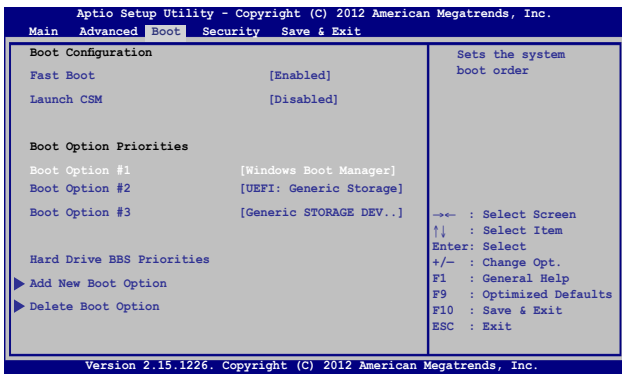 Aptio Setup Utility - Copyright (C) 2012 American Megatrends, Inc.
Main Advanced Boot Security Save & Exit
Boot Configuration
Fast Boot [Enabled]
Launch CSM [Disabled]
Boot Option Priorities
Boot Option #1 [Windows Boot Manager]
Boot Option #2 [UEFI: Generic Storage]
Boot Option #3 [Generic STORAGE DEV..]
Hard Drive BBS Priorities
Add New Boot Option
Delete Boot Option
Sets the system
boot order
→← : Select Screen
↑↓ : Select Item
Enter: Select
+/— : Change Opt.
F1 : General Help
F9 : Optimized Defaults
F10 : Save & Exit
ESC : Exit
Version 2.15.1226. Copyright (C) 2012 American Megatrends, Inc.